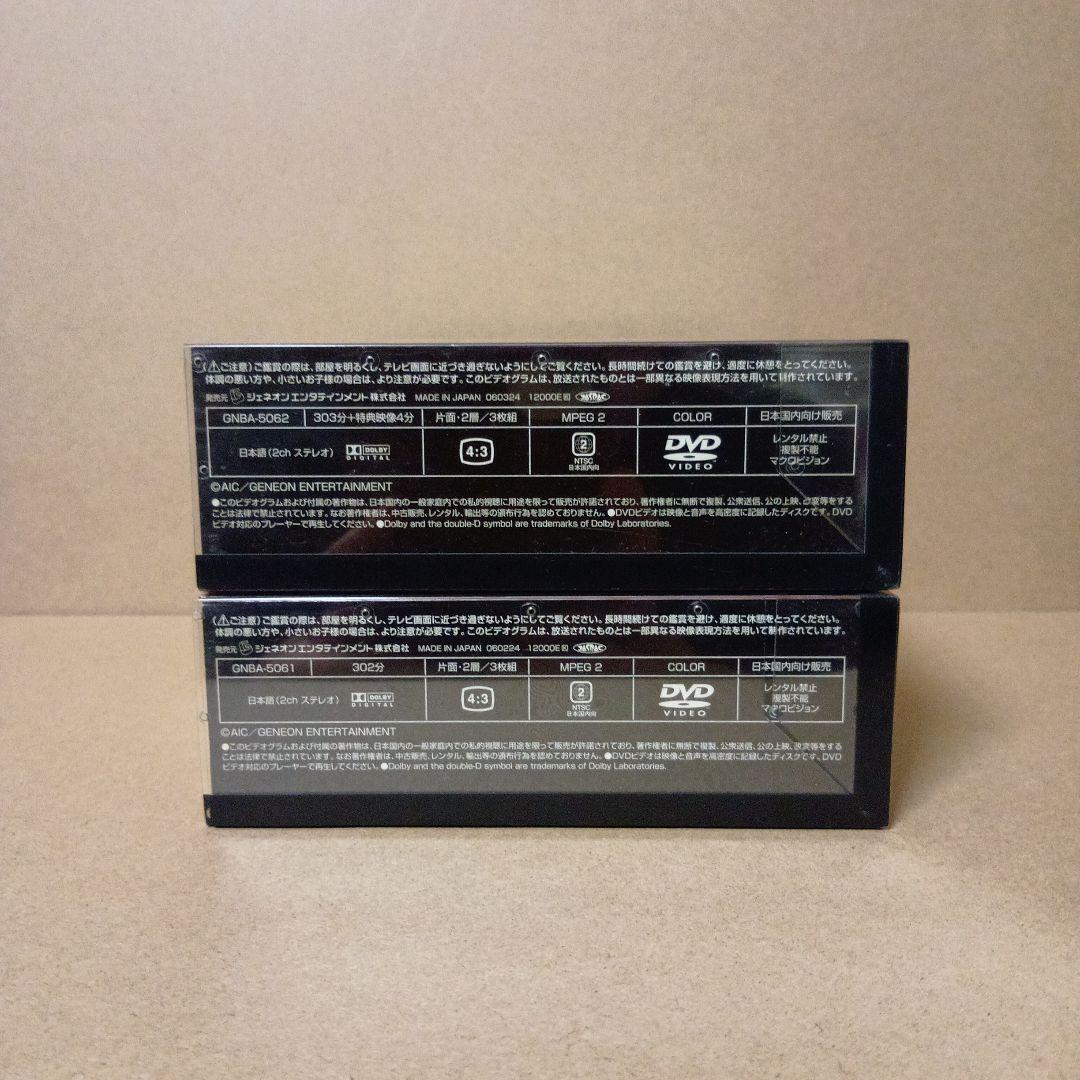 (⚠ご注意)ご鑑賞の際は、部屋を明るくし、テレビ画面に近づき過ぎないようにしてご覧ください。長時間続けての鑑賞を避け、適度に休憩をとってください。
体調の悪い方や、小さいお子様の場合は、より注意が必要です。このビデオグラムは、放送されたものとは一部異なる映像表現方法を用いて制作されています。
発売元 ジェネオン エンタテインメント株式会社 MADE IN JAPAN 060324 12000E
GNBA-5062 303分+特典映像4分 片面・2層/3枚組 MPEG 2 COLOR 日本国内向け販売
日本語(2ch ステレオ) DOLBY DIGITAL 4:3 2 NTSC 日本国内向 DVD VIDEO レンタル禁止 複製不能 マクロビジョン
©AIC/GENEON ENTERTAINMENT
●このビデオグラムおよび付属の著作物は、日本国内の一般家庭内での私的視聴に用途を限って販売が許諾されており、著作権者に無断で複製、公衆送信、公の上映、改変等をする
ことは法律で禁止されています。なお著作権者は、中古販売、レンタル、輸出等の頒布行為を認めておりません。●DVDビデオは映像と音声を高密度に記録したディスクです。DVD
ビデオ対応のプレーヤーで再生してください。●Dolby and the double-D symbol are trademarks of Dolby Laboratories.
(⚠ご注意)ご鑑賞の際は、部屋を明るくし、テレビ画面に近づき過ぎないようにしてご覧ください。長時間続けての鑑賞を避け、適度に休憩をとってください。
体調の悪い方や、小さいお子様の場合は、より注意が必要です。このビデオグラムは、放送されたものとは一部異なる映像表現方法を用いて制作されています。
発売元 ジェネオン エンタテインメント株式会社 MADE IN JAPAN 060224 12000E
GNBA-5061 302分 片面・2層/3枚組 MPEG 2 COLOR 日本国内向け販売
日本語(2ch ステレオ) DOLBY DIGITAL 4:3 2 NTSC 日本国内向 DVD VIDEO レンタル禁止 複製不能 マクロビジョン
©AIC/GENEON ENTERTAINMENT
●このビデオグラムおよび付属の著作物は、日本国内の一般家庭内での私的視聴に用途を限って販売が許諾されており、著作権者に無断で複製、公衆送信、公の上映、改変等をする
ことは法律で禁止されています。なお著作権者は、中古販売、レンタル、輸出等の頒布行為を認めておりません。●DVDビデオは映像と音声を高密度に記録したディスクです。DVD
ビデオ対応のプレーヤーで再生してください。●Dolby and the double-D symbol are trademarks of Dolby Laboratories.